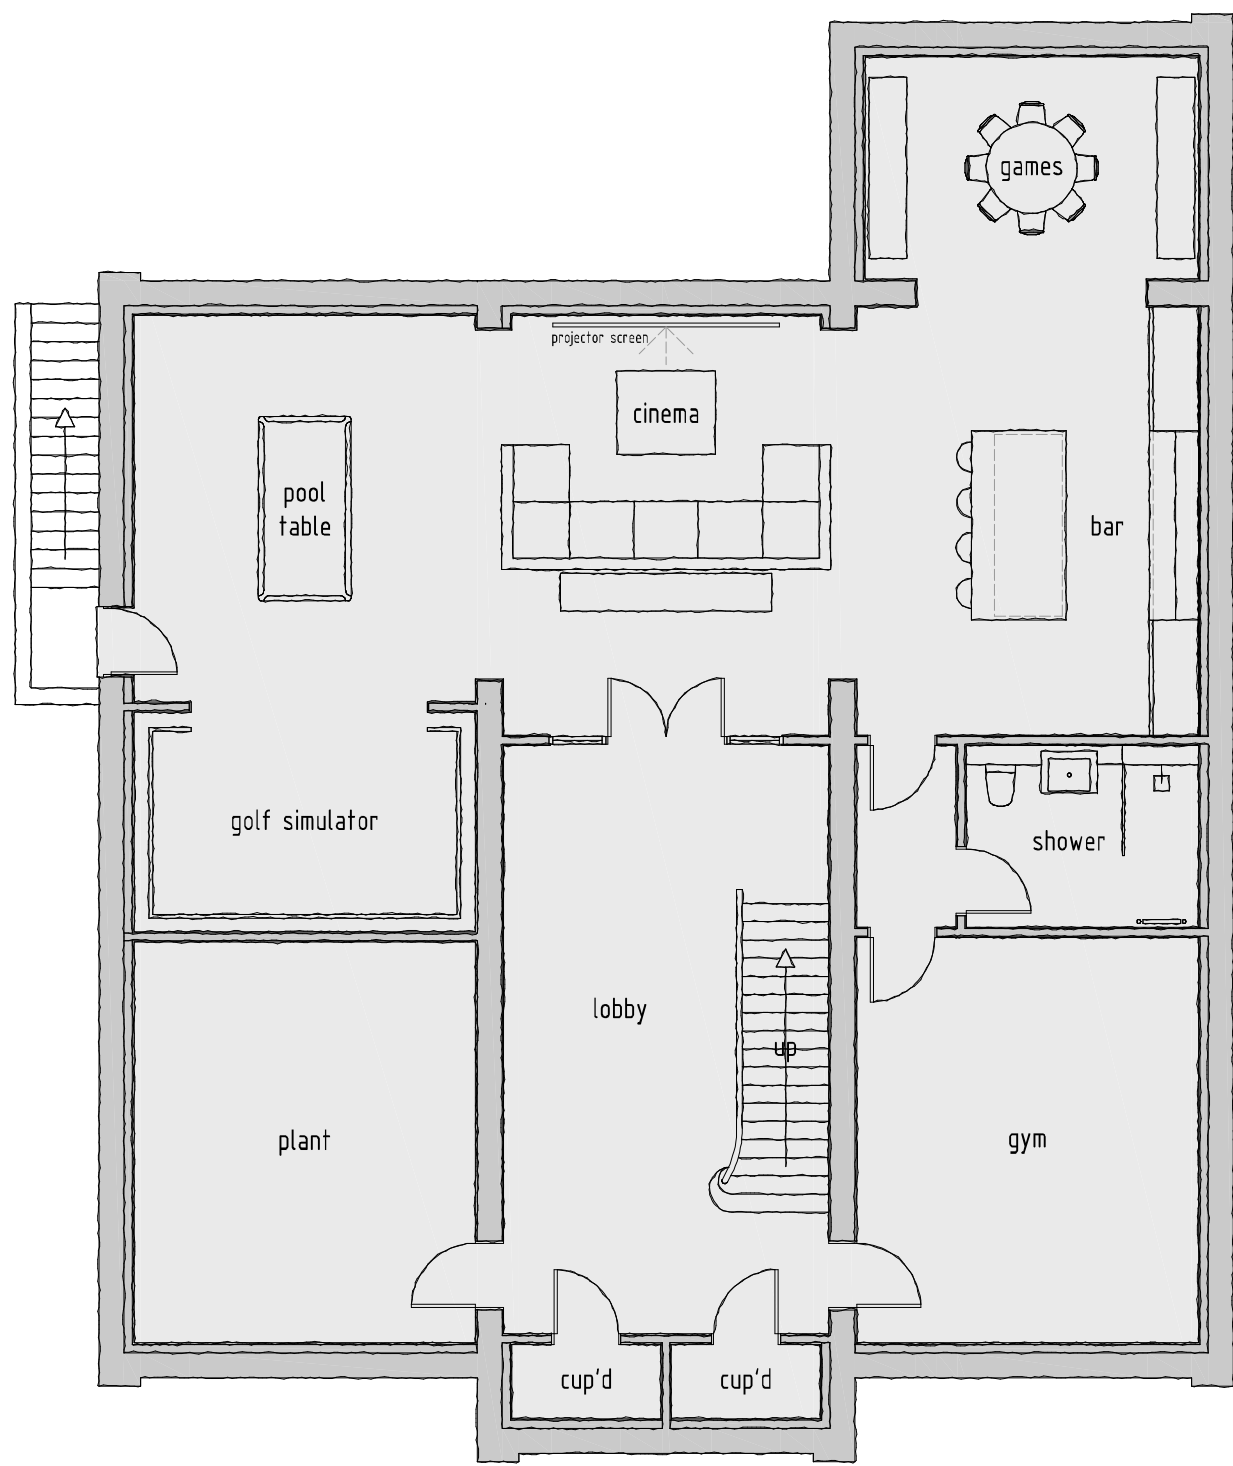 games
projector screen
cinema
pool
table
bar
golf simulator
shower
lobby
up
plant
gym
cup'd
cup'd